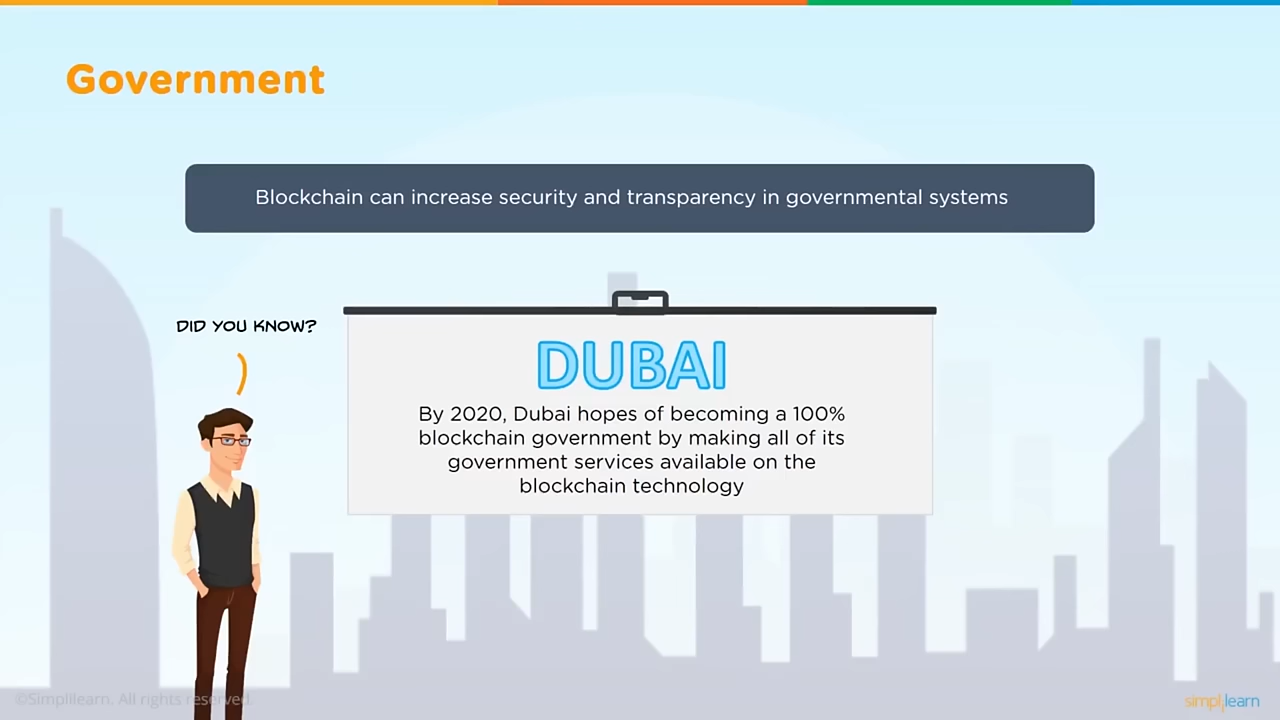 Government
Blockchain can increase security and transparency in governmental systems
DID YOU KNOW?
DUBAI
By 2020, Dubai hopes of becoming a 100%
blockchain government by making all of its
government services available on the
blockchain technology
©Simplilearn. All rights reserved.
simplilearn